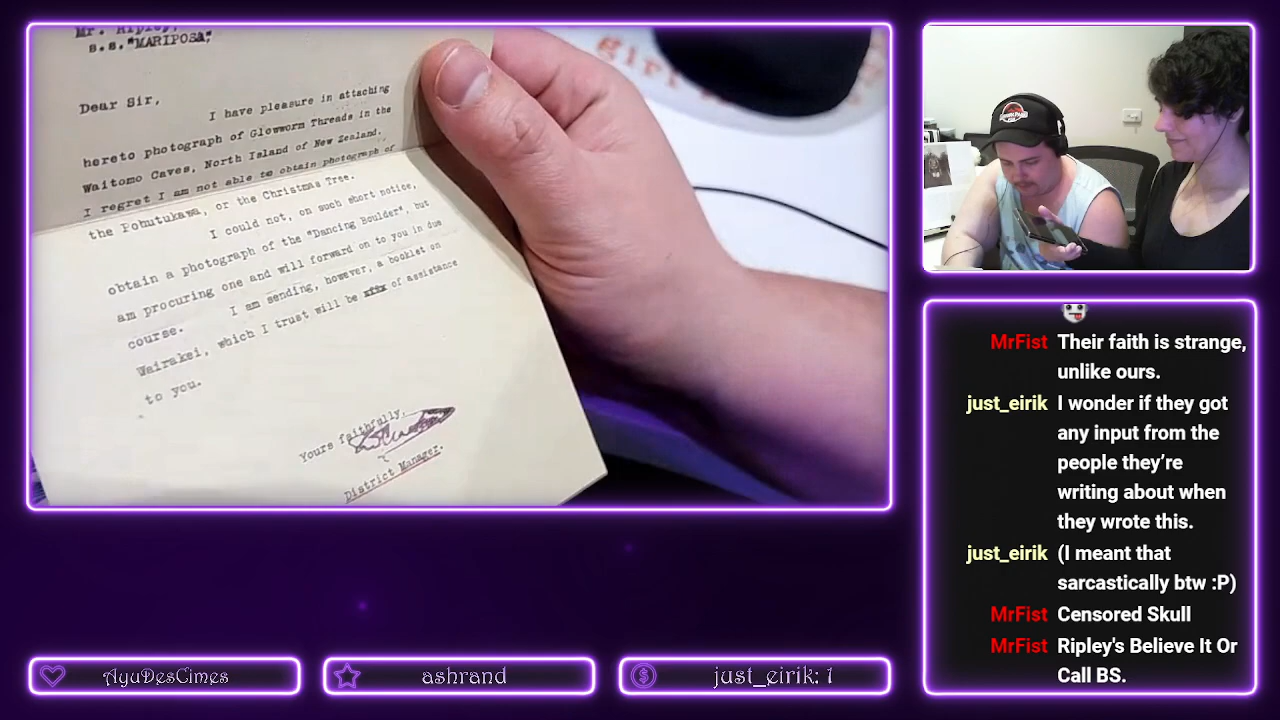 Mr. Ripley,
s.s."MARIPOSA",
Dear Sir,
I have pleasure in attaching
hereto photograph of Glowworm Threads in the
Waitomo Caves, North Island of New Zealand.
I regret I am not able to obtain photograph of
the Pohutukawa, or the Christmas Tree.
I could not, on such short notice,
obtain a photograph of the "Dancing Boulder", but
am procuring one and will forward on to you in due
course.
I am sending, however, a booklet on
Wairakei, which I trust will be of assistance
to you.
Yours faithfully,
District Manager.
MrFist Their faith is strange,
unlike ours.
just_eirik I wonder if they got
any input from the
people they’re
writing about when
they wrote this.
just_eirik (I meant that
sarcastically btw :P)
MrFist Censored Skull
MrFist Ripley's Believe It Or
Call BS.
AyuDesCimes
ashrand
just_eirik: 1